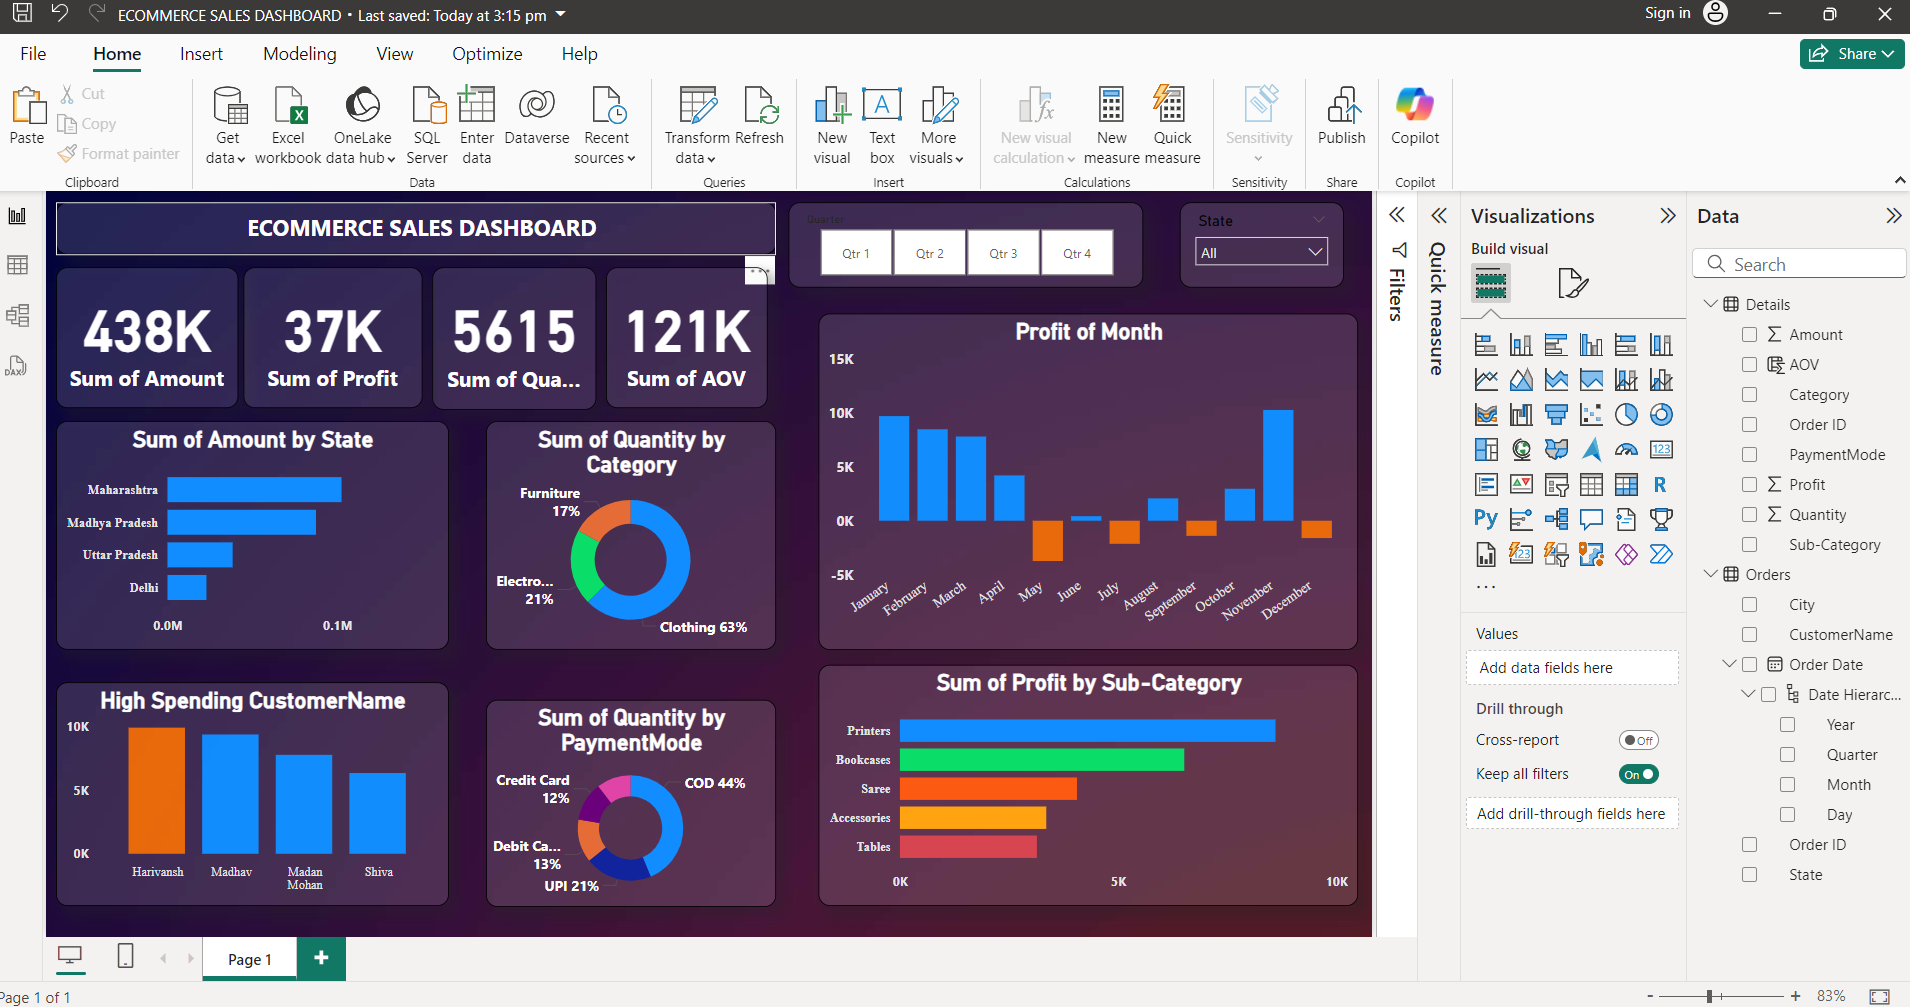 ECOMMERCE SALES DASHBOARD • Last saved: Today at 3:15 pm
Sign in
File Home Insert Modeling View Optimize Help
Share
Paste
Cut
Copy
Format painter
Clipboard
Get data
Excel workbook
OneLake data hub
SQL Server
Enter data
Dataverse
Recent sources
Data
Transform data
Refresh
Queries
New visual
Text box
More visuals
Insert
New visual calculation
New measure
Quick measure
Calculations
Sensitivity
Sensitivity
Publish
Share
Copilot
Copilot
ECOMMERCE SALES DASHBOARD
Quarter
Qtr 1
Qtr 2
Qtr 3
Qtr 4
State
All
438K
Sum of Amount
37K
Sum of Profit
5615
Sum of Qua...
121K
Sum of AOV
Sum of Amount by State
Maharashtra
Madhya Pradesh
Uttar Pradesh
Delhi
0.0M
0.1M
Sum of Quantity by
Category
Furniture
17%
Electro...
21%
Clothing 63%
Profit of Month
15K
10K
5K
0K
-5K
January
February
March
April
May
June
July
August
September
October
November
December
High Spending CustomerName
10K
5K
0K
Harivansh
Madhav
Madan
Mohan
Shiva
Sum of Quantity by
PaymentMode
Credit Card
12%
COD 44%
Debit Ca...
13%
UPI 21%
Sum of Profit by Sub-Category
Printers
Bookcases
Saree
Accessories
Tables
0K
5K
10K
Filters
Quick measure
Visualizations
Build visual
123
R
Py
123
...
Values
Add data fields here
Drill through
Cross-report
Off
Keep all filters
On
Add drill-through fields here
Data
Search
Details
Amount
AOV
Category
Order ID
PaymentMode
Profit
Quantity
Sub-Category
Orders
City
CustomerName
Order Date
Date Hierarc...
Year
Quarter
Month
Day
Order ID
State
DAX
Page 1
Page 1 of 1
83%